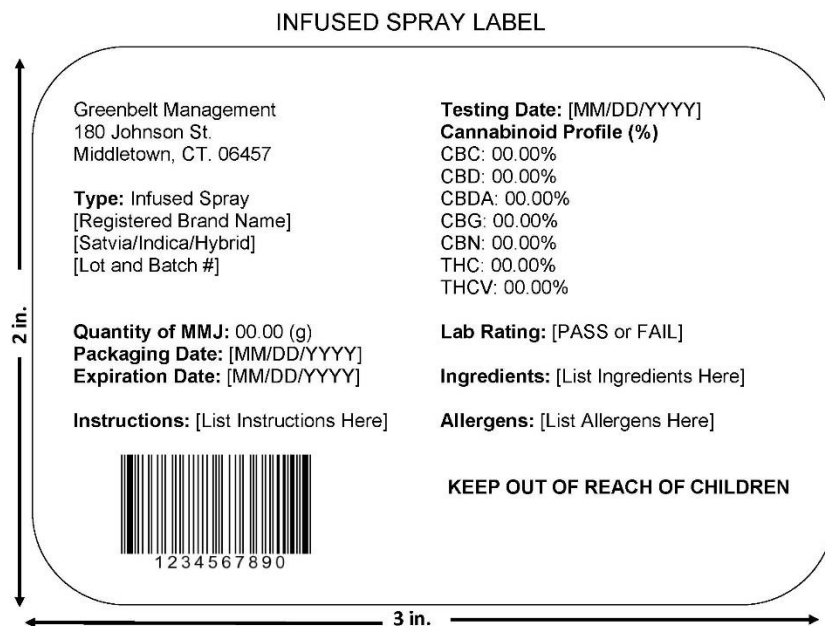 INFUSED SPRAY LABEL
Greenbelt Management
180 Johnson St.
Middletown, CT. 06457
Type: Infused Spray
[Registered Brand Name]
[Satvia/Indica/Hybrid]
[Lot and Batch #]
Quantity of MMJ: 00.00 (g)
Packaging Date: [MM/DD/YYYY]
Expiration Date: [MM/DD/YYYY]
Instructions: [List Instructions Here]
1234567890
Testing Date: [MM/DD/YYYY]
Cannabinoid Profile (%)
CBC: 00.00%
CBD: 00.00%
CBDA: 00.00%
CBG: 00.00%
CBN: 00.00%
THC: 00.00%
THCV: 00.00%
Lab Rating: [PASS or FAIL]
Ingredients: [List Ingredients Here]
Allergens: [List Allergens Here]
KEEP OUT OF REACH OF CHILDREN
2 in.
3 in.